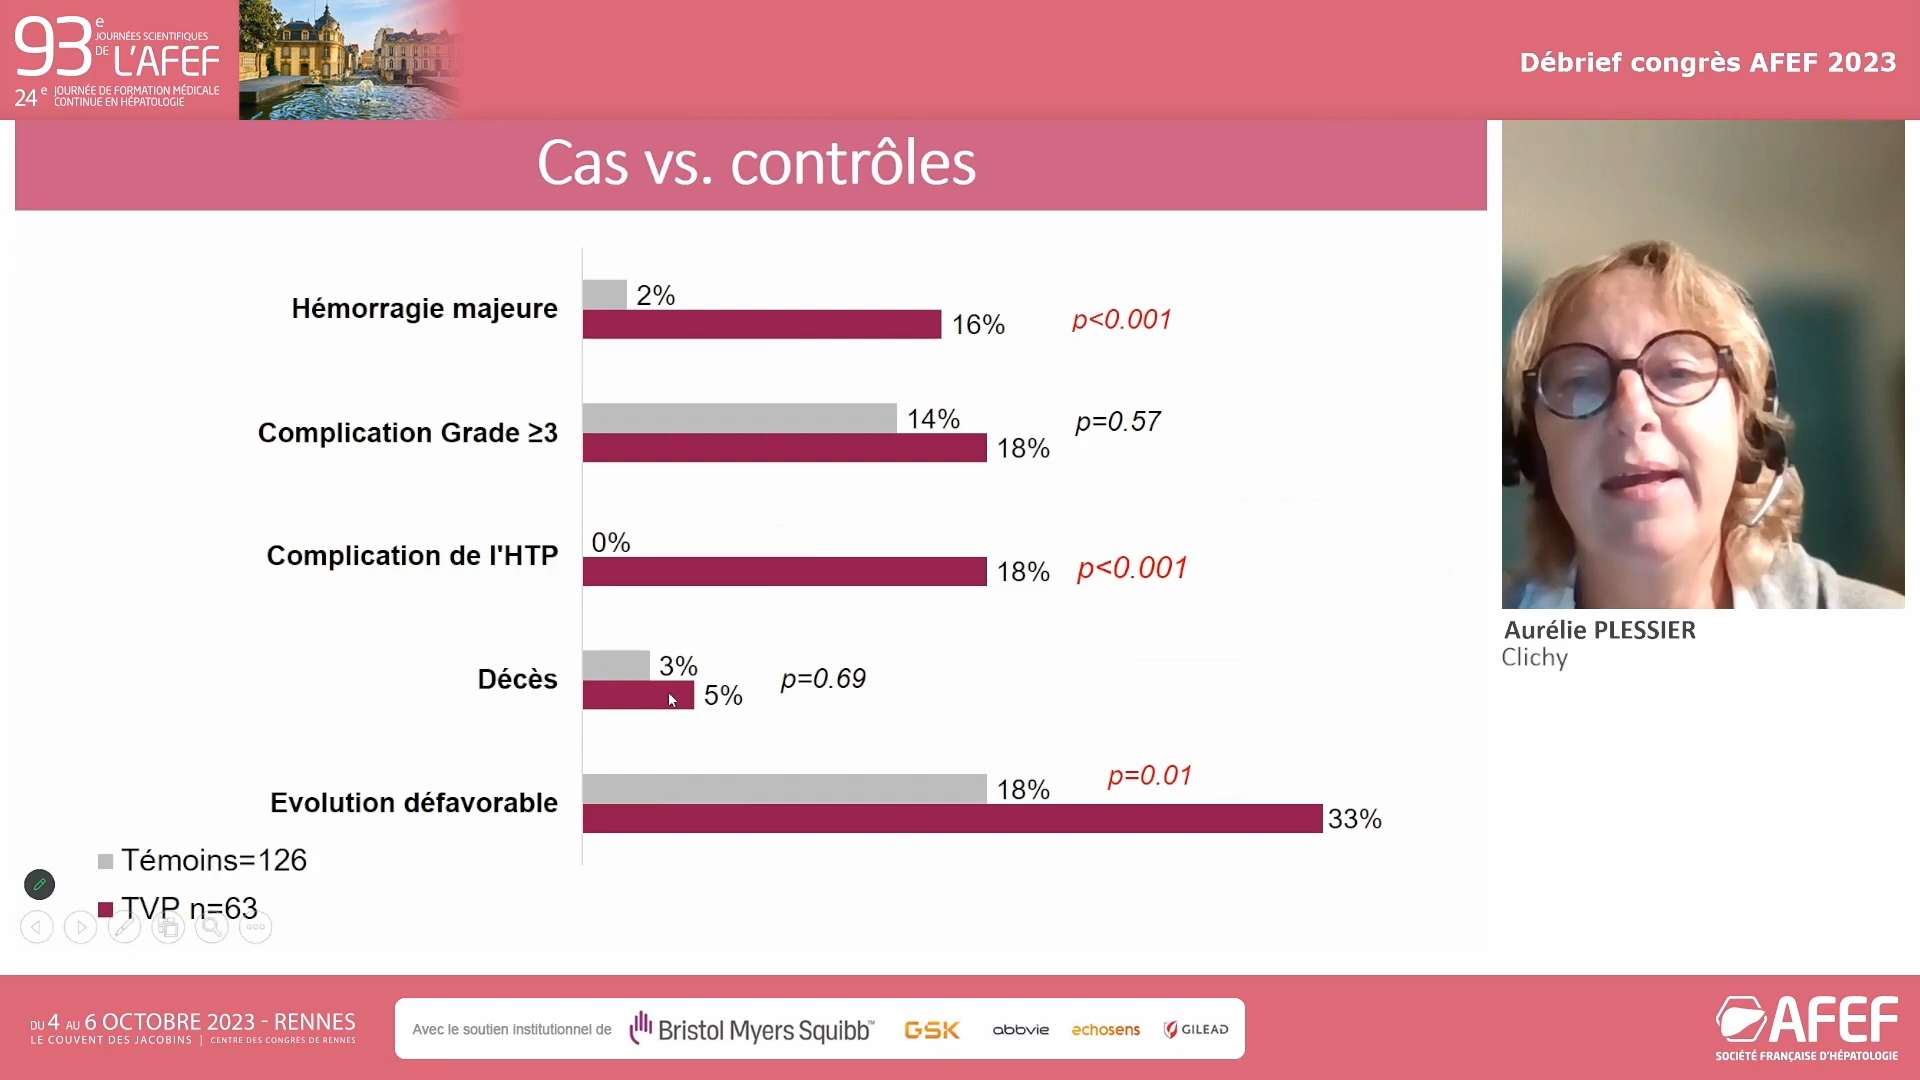 93e JOURNÉES SCIENTIFIQUES
DE L'AFEF
24e JOURNÉE DE FORMATION MÉDICALE
CONTINUE EN HÉPATOLOGIE
Débrief congrès AFEF 2023
Cas vs. contrôles
Hémorragie majeure
2%
16%
p<0.001
Complication Grade ≥3
14%
18%
p=0.57
Complication de l'HTP
0%
18%
p<0.001
Décès
3%
5%
p=0.69
Evolution défavorable
18%
33%
p=0.01
Témoins=126
TVP n=63
Aurélie PLESSIER
Clichy
DU 4 AU 6 OCTOBRE 2023 - RENNES
LE COUVENT DES JACOBINS | CENTRE DES CONGRÈS DE RENNES
Avec le soutien institutionnel de
Bristol Myers Squibb™
GSK
abbvie
echosens
GILEAD
AFEF
SOCIÉTÉ FRANÇAISE D'HÉPATOLOGIE